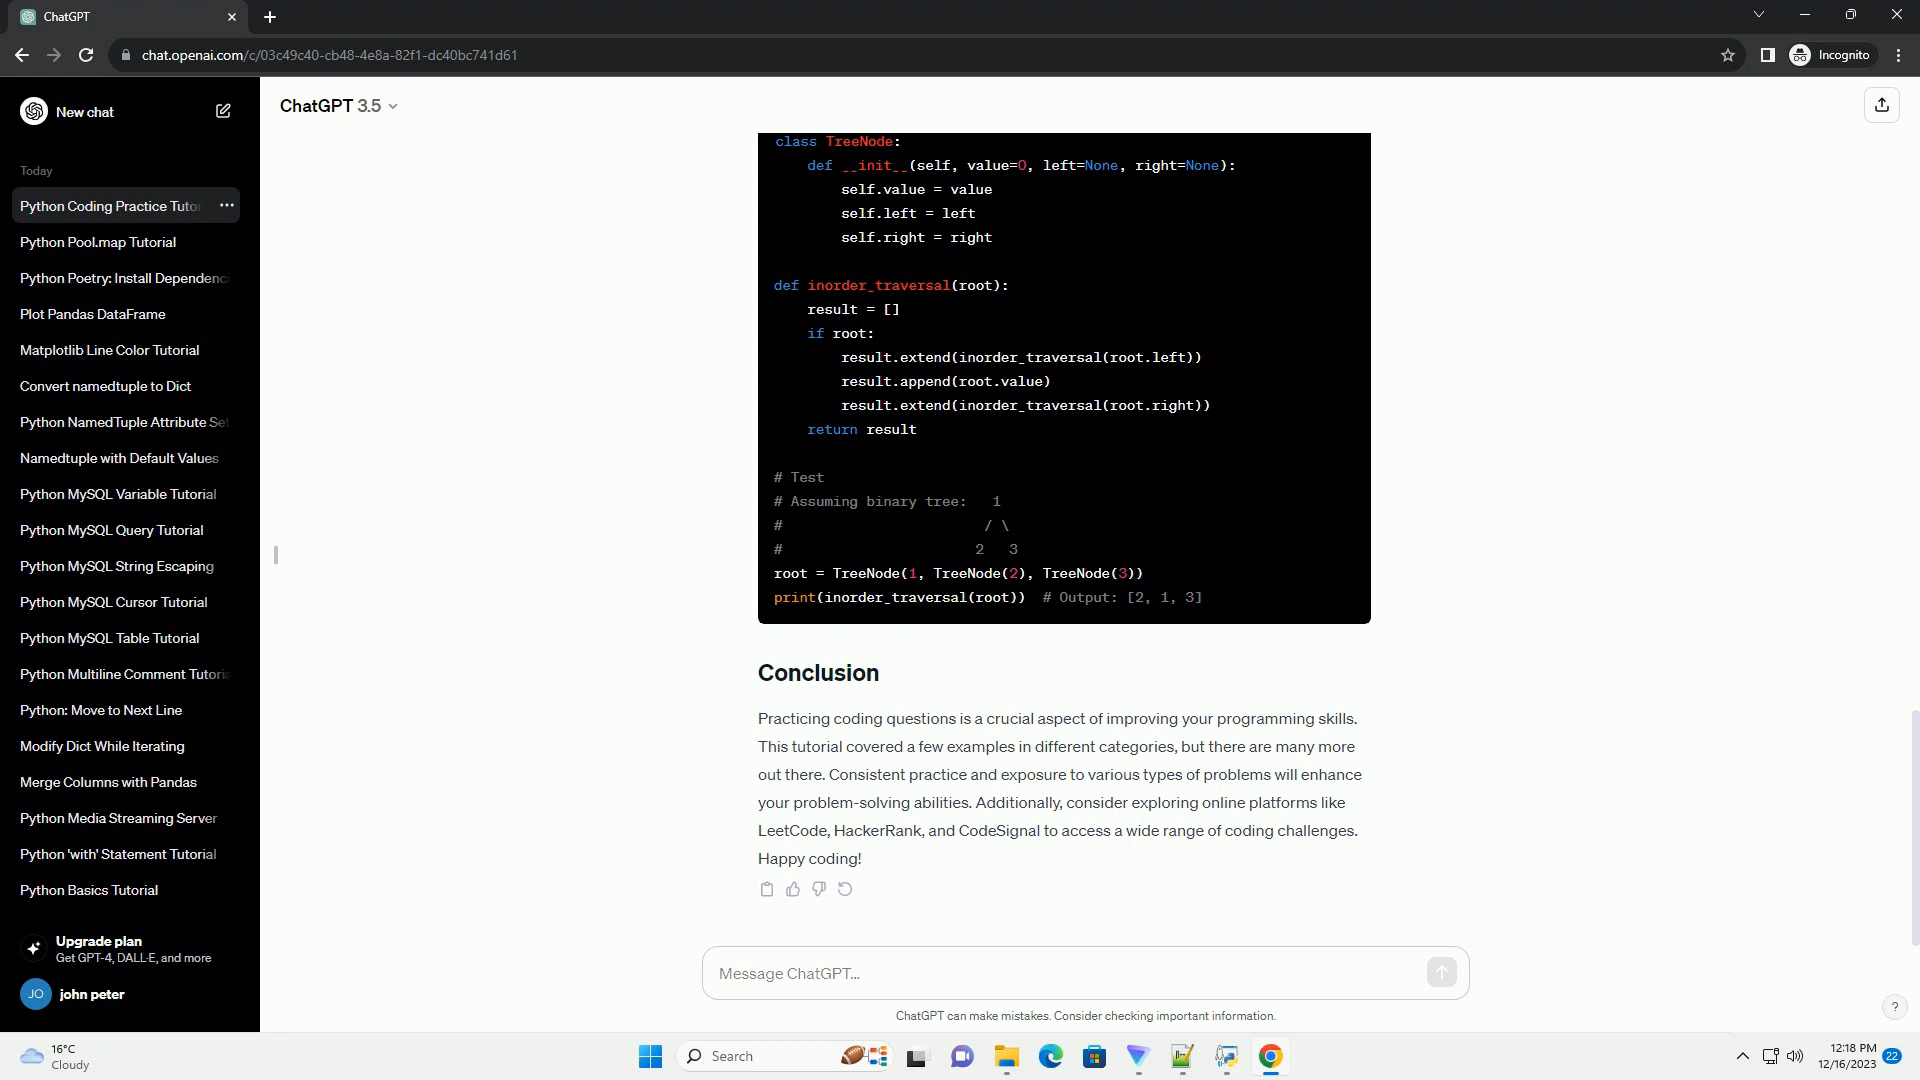 ChatGPT
chat.openai.com/c/03c49c40-cb48-4e8a-82f1-dc40bc741d61
Incognito
New chat
Today
Python Coding Practice Tuto
Python Pool.map Tutorial
Python Poetry: Install Dependenc
Plot Pandas DataFrame
Matplotlib Line Color Tutorial
Convert namedtuple to Dict
Python NamedTuple Attribute Set
Namedtuple with Default Values
Python MySQL Variable Tutorial
Python MySQL Query Tutorial
Python MySQL String Escaping
Python MySQL Cursor Tutorial
Python MySQL Table Tutorial
Python Multiline Comment Tutoria
Python: Move to Next Line
Modify Dict While Iterating
Merge Columns with Pandas
Python Media Streaming Server
Python 'with' Statement Tutorial
Python Basics Tutorial
Upgrade plan
Get GPT-4, DALL·E, and more
JO john peter
ChatGPT 3.5
class TreeNode:
    def __init__(self, value=0, left=None, right=None):
        self.value = value
        self.left = left
        self.right = right
def inorder_traversal(root):
    result = []
    if root:
        result.extend(inorder_traversal(root.left))
        result.append(root.value)
        result.extend(inorder_traversal(root.right))
    return result
# Test
# Assuming binary tree:   1
#                        / \
#                       2   3
root = TreeNode(1, TreeNode(2), TreeNode(3))
print(inorder_traversal(root))  # Output: [2, 1, 3]
Conclusion
Practicing coding questions is a crucial aspect of improving your programming skills.
This tutorial covered a few examples in different categories, but there are many more
out there. Consistent practice and exposure to various types of problems will enhance
your problem-solving abilities. Additionally, consider exploring online platforms like
LeetCode, HackerRank, and CodeSignal to access a wide range of coding challenges.
Happy coding!
Message ChatGPT...
ChatGPT can make mistakes. Consider checking important information.
?
16°C
Cloudy
Search
12:18 PM
12/16/2023
22